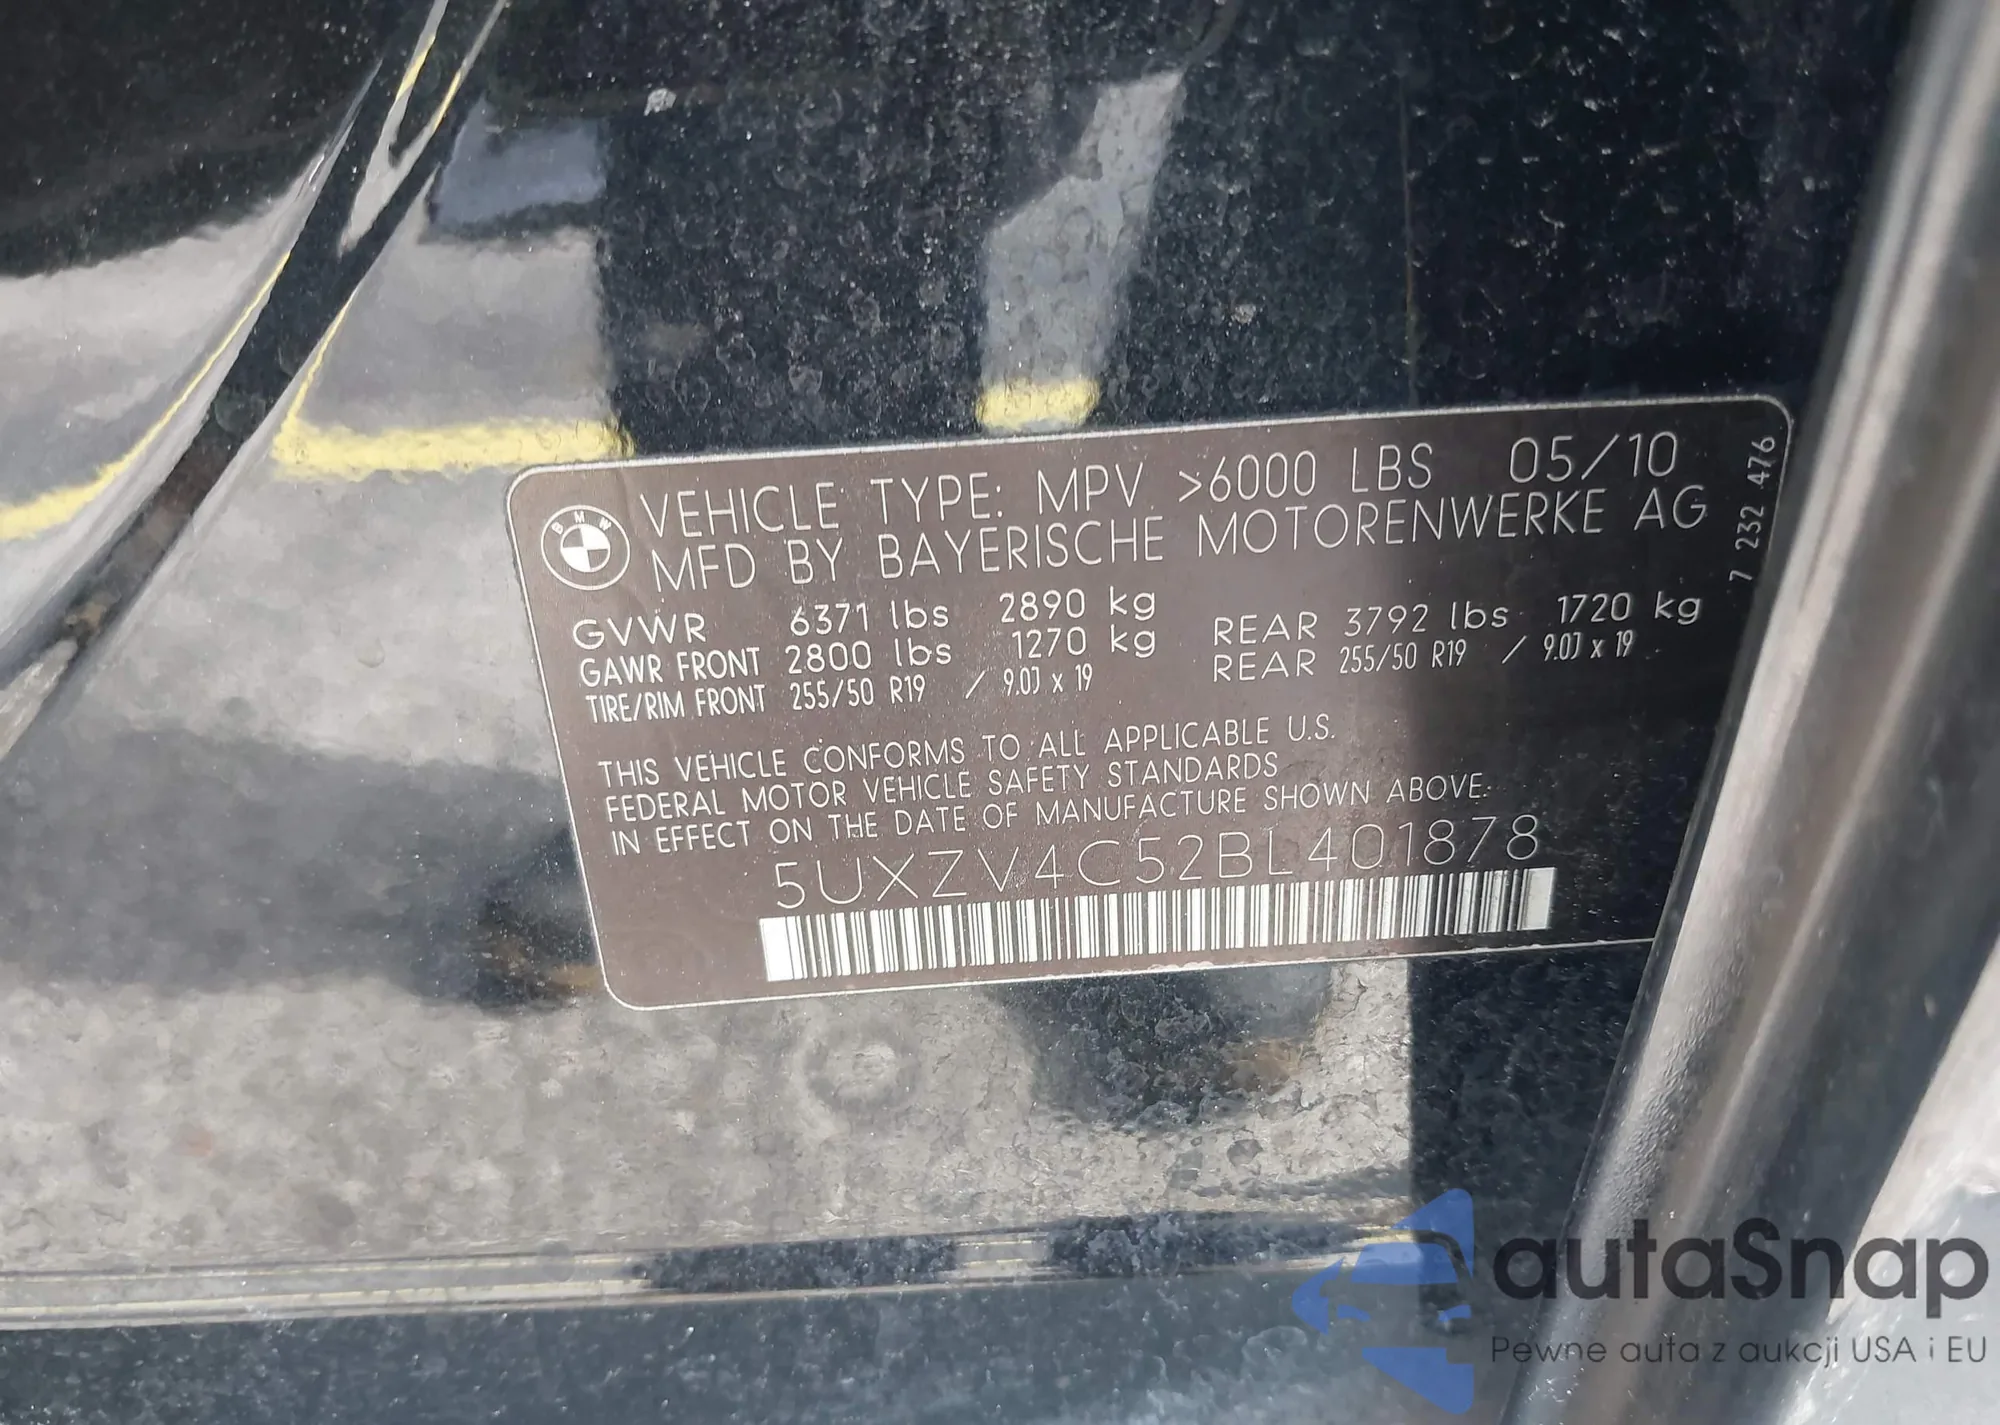 BMW
VEHICLE TYPE: MPV >6000 LBS 05/10
MFD BY BAYERISCHE MOTORENWERKE AG
7 232 476
GVWR 6371 lbs 2890 kg
GAWR FRONT 2800 lbs 1270 kg REAR 3792 lbs 1720 kg
TIRE/RIM FRONT 255/50 R19 / 9.0J x 19 REAR 255/50 R19 / 9.0J x 19
THIS VEHICLE CONFORMS TO ALL APPLICABLE U.S.
FEDERAL MOTOR VEHICLE SAFETY STANDARDS
IN EFFECT ON THE DATE OF MANUFACTURE SHOWN ABOVE.
5UXZV4C52BL401878
autaSnap
Pewne auta z aukcji USA i EU